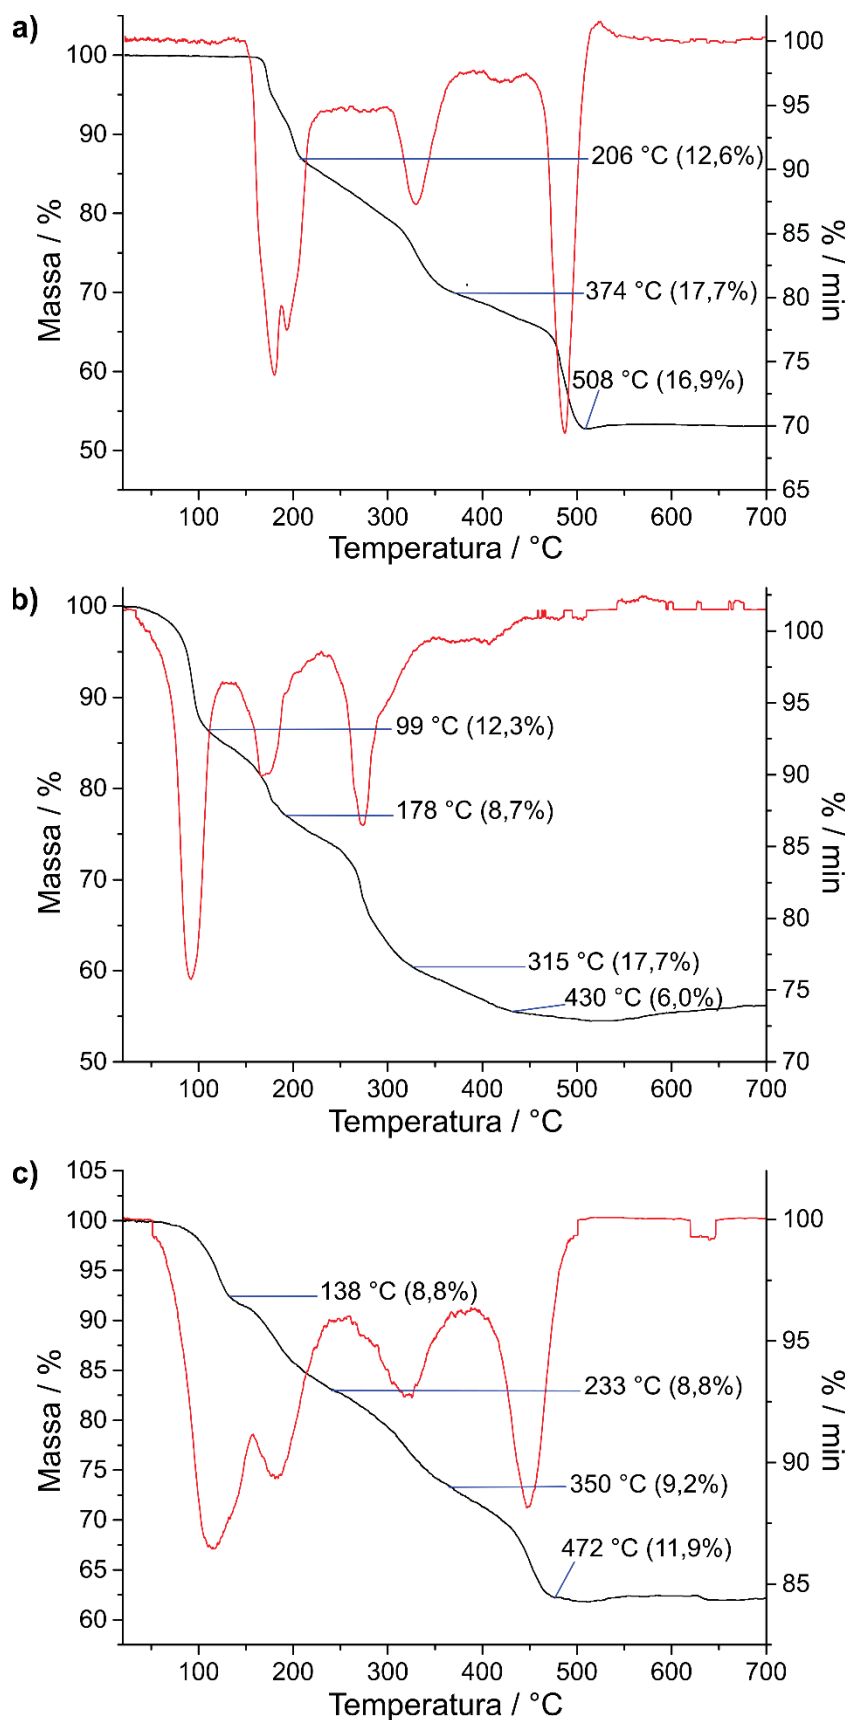 a)
100
90
80
70
60
50
Massa / %
100
95
90
85
80
75
70
65
% / min
206 °C (12,6%)
374 °C (17,7%)
508 °C (16,9%)
100 200 300 400 500 600 700
Temperatura / °C
b)
100
90
80
70
60
50
Massa / %
100
95
90
85
80
75
70
% / min
99 °C (12,3%)
178 °C (8,7%)
315 °C (17,7%)
430 °C (6,0%)
100 200 300 400 500 600 700
Temperatura / °C
c)
105
100
95
90
85
80
75
70
65
60
Massa / %
100
95
90
85
% / min
138 °C (8,8%)
233 °C (8,8%)
350 °C (9,2%)
472 °C (11,9%)
100 200 300 400 500 600 700
Temperatura / °C